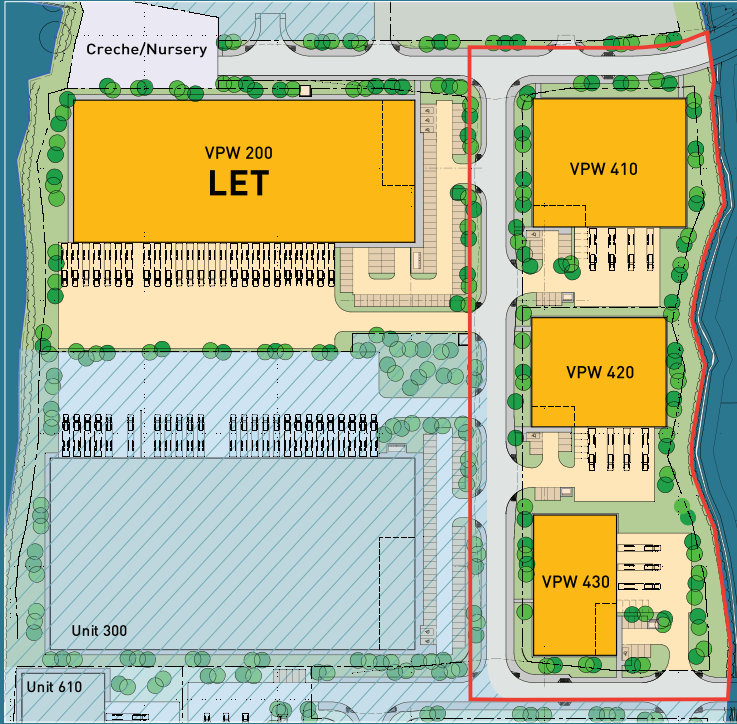 Creche/Nursery
VPW 200
LET
VPW 410
VPW 420
VPW 430
Unit 300
Unit 610